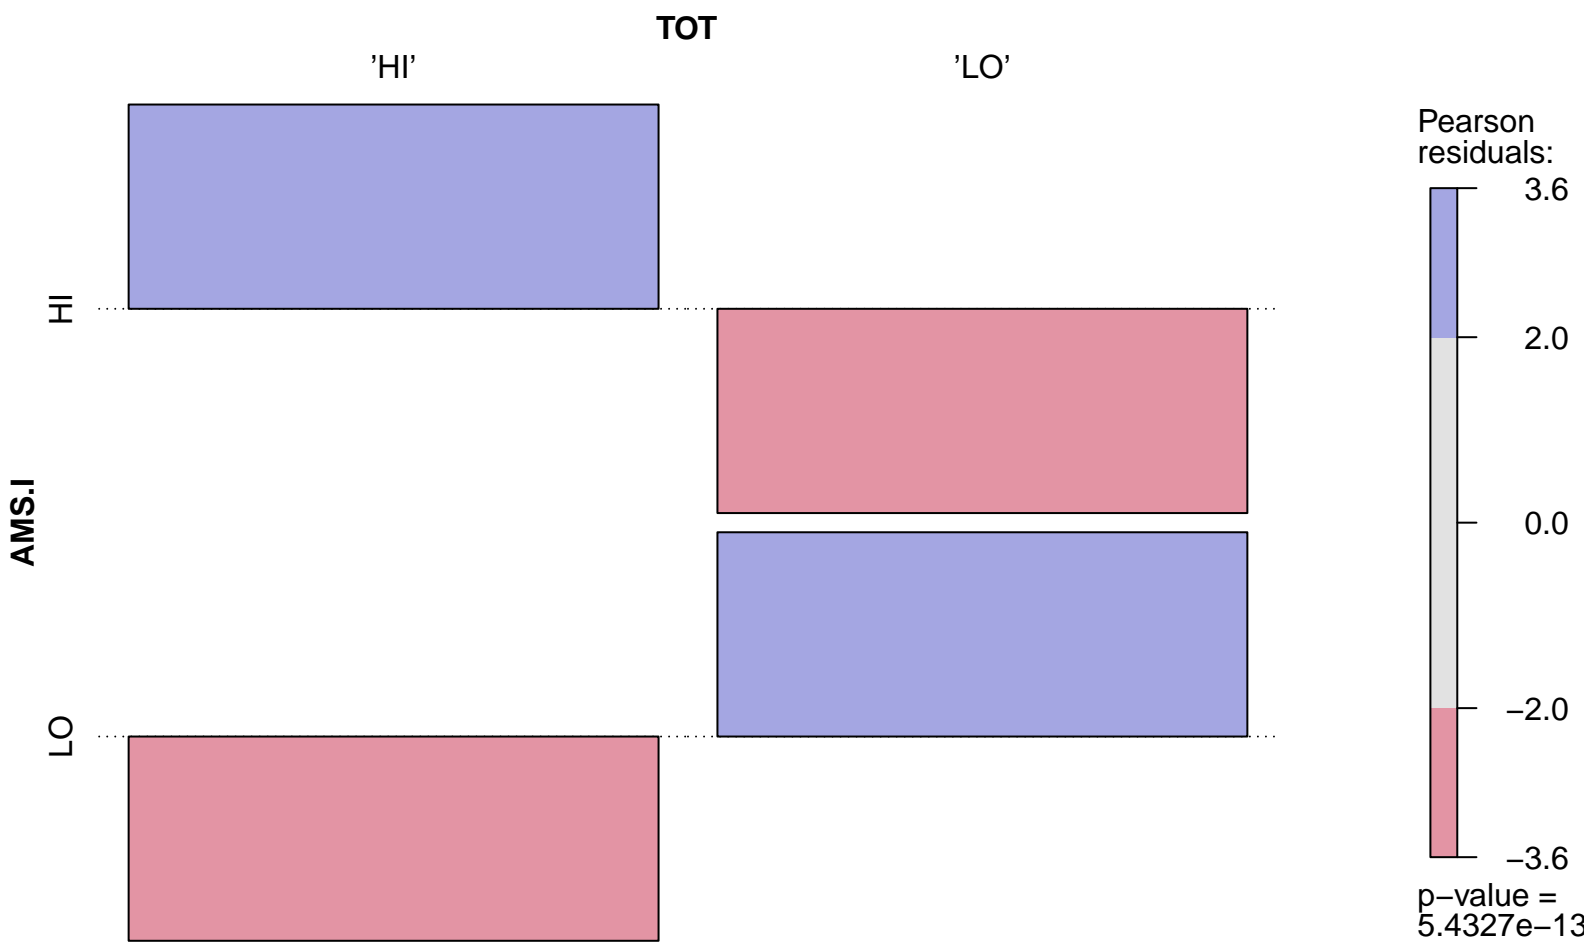 TOT
’HI’ ’LO’
HI
LO
AMS.I
Pearson
residuals:
3.6
2.0
0.0
−2.0
−3.6
p−value =
5.4327e−13